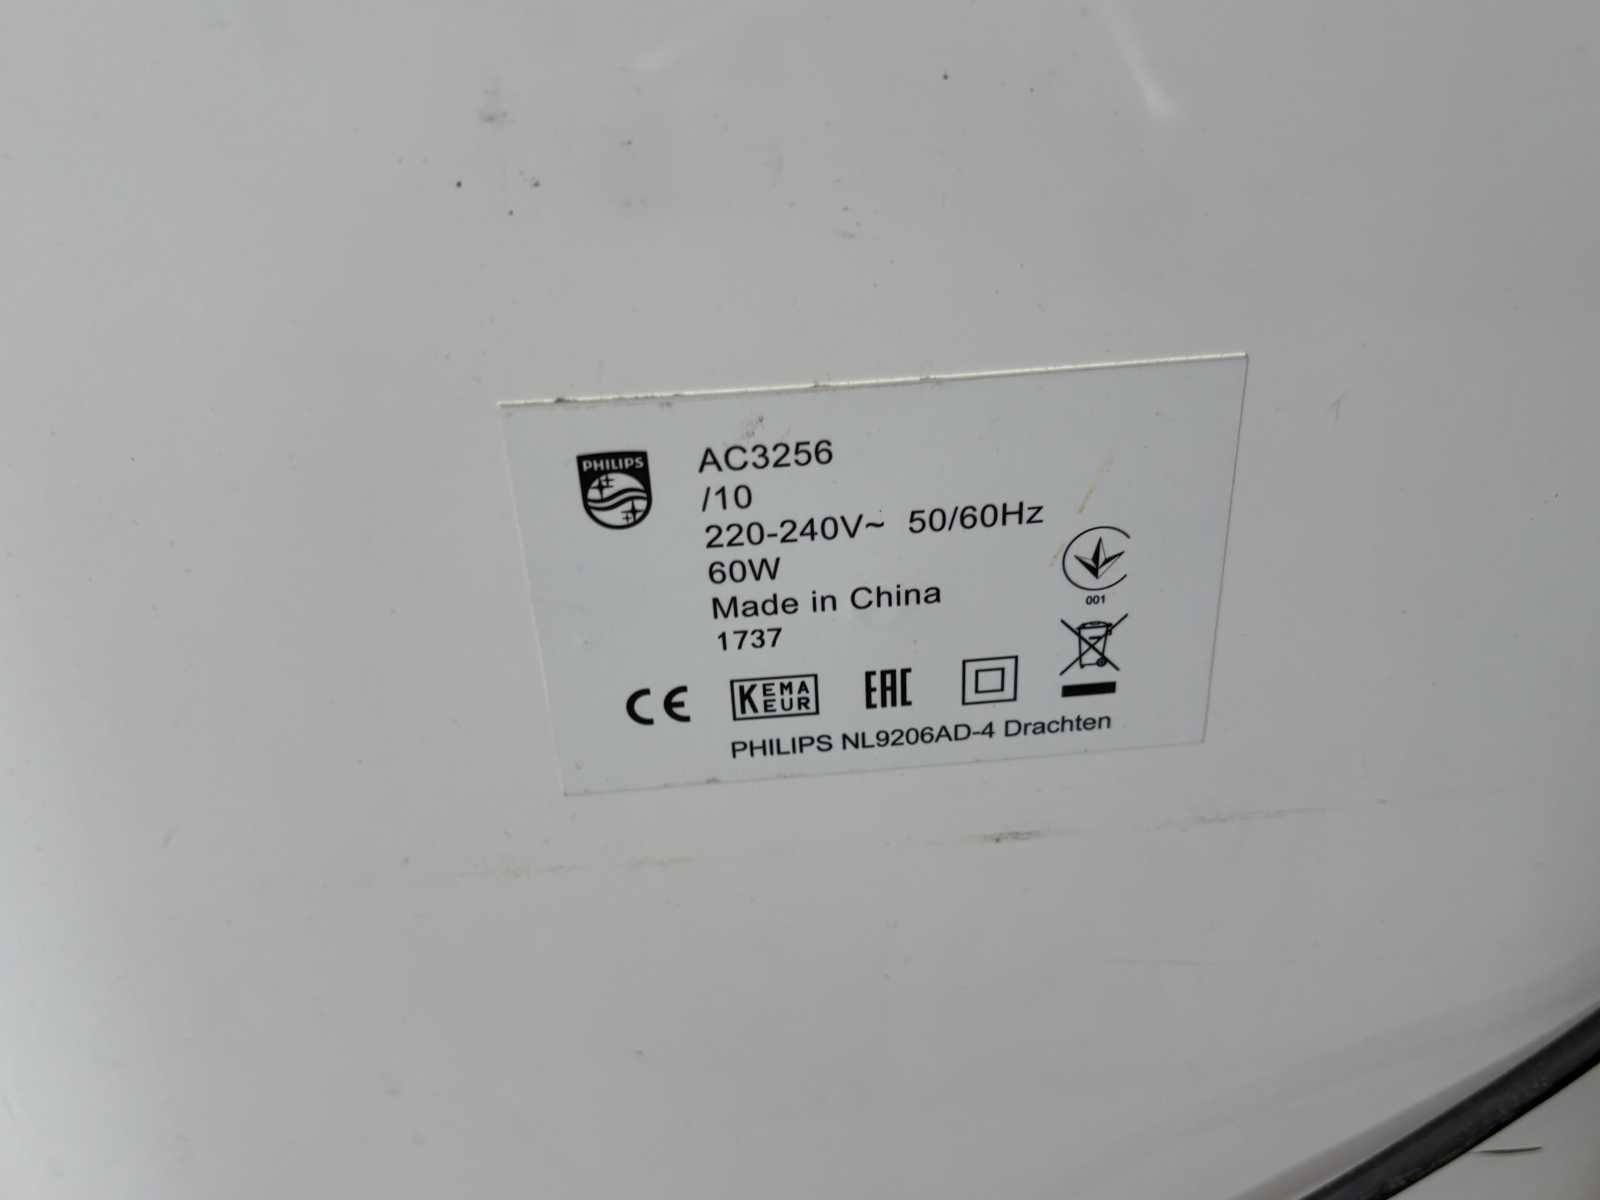 PHILIPS
AC3256
/10
220-240V~ 50/60Hz
60W
Made in China
1737
001
CE
KEMA
EUR
EAC
PHILIPS NL9206AD-4 Drachten